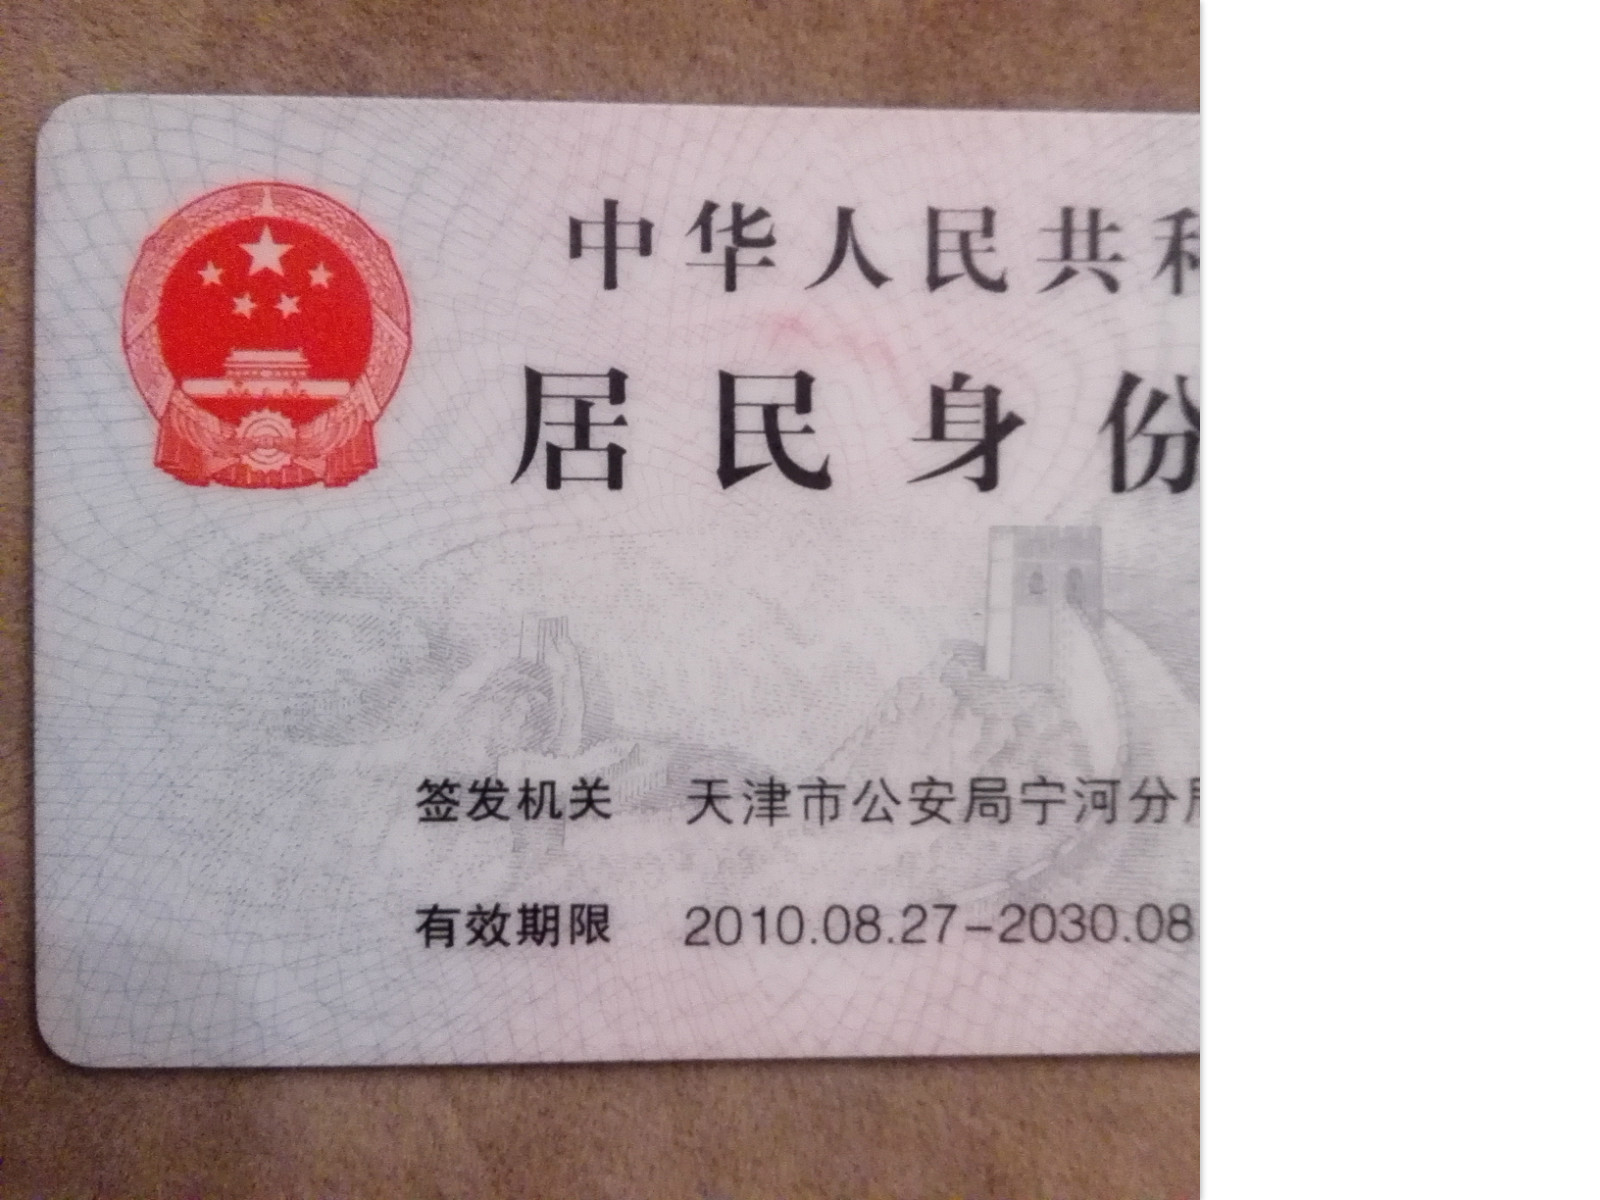 中华人民共
居民身份
签发机关 天津市公安局宁河分
有效期限 2010.08.27-2030.08